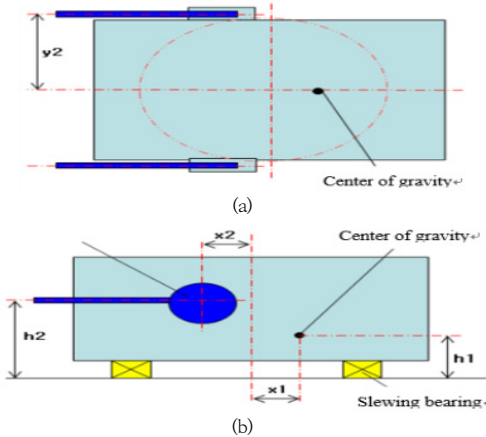 y2
Center of gravity↵
(a)
x2
Center of gravity↵
h2
h1
x1
Slewing bearing↵
(b)